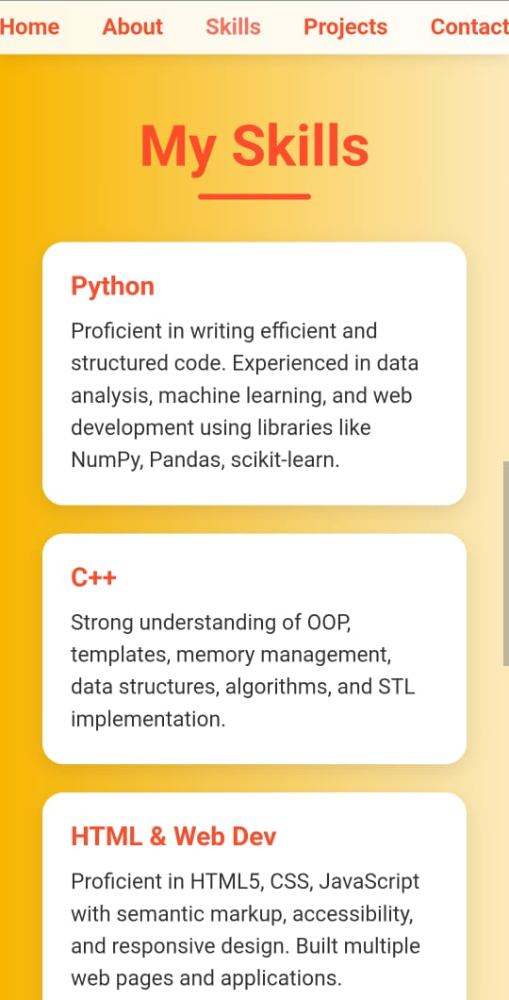 Home About Skills Projects Contact
My Skills
Python
Proficient in writing efficient and
structured code. Experienced in data
analysis, machine learning, and web
development using libraries like
NumPy, Pandas, scikit-learn.
C++
Strong understanding of OOP,
templates, memory management,
data structures, algorithms, and STL
implementation.
HTML & Web Dev
Proficient in HTML5, CSS, JavaScript
with semantic markup, accessibility,
and responsive design. Built multiple
web pages and applications.